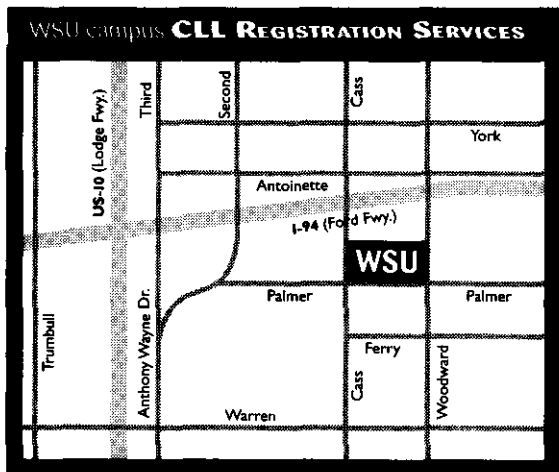 WSU campus CLL REGISTRATION SERVICES
US-10 (Lodge Fwy.)
Third
Second
Cass
York
Antoinette
I-94 (Ford Fwy.)
WSU
Palmer
Palmer
Trumbull
Anthony Wayne Dr.
Ferry
Cass
Woodward
Warren